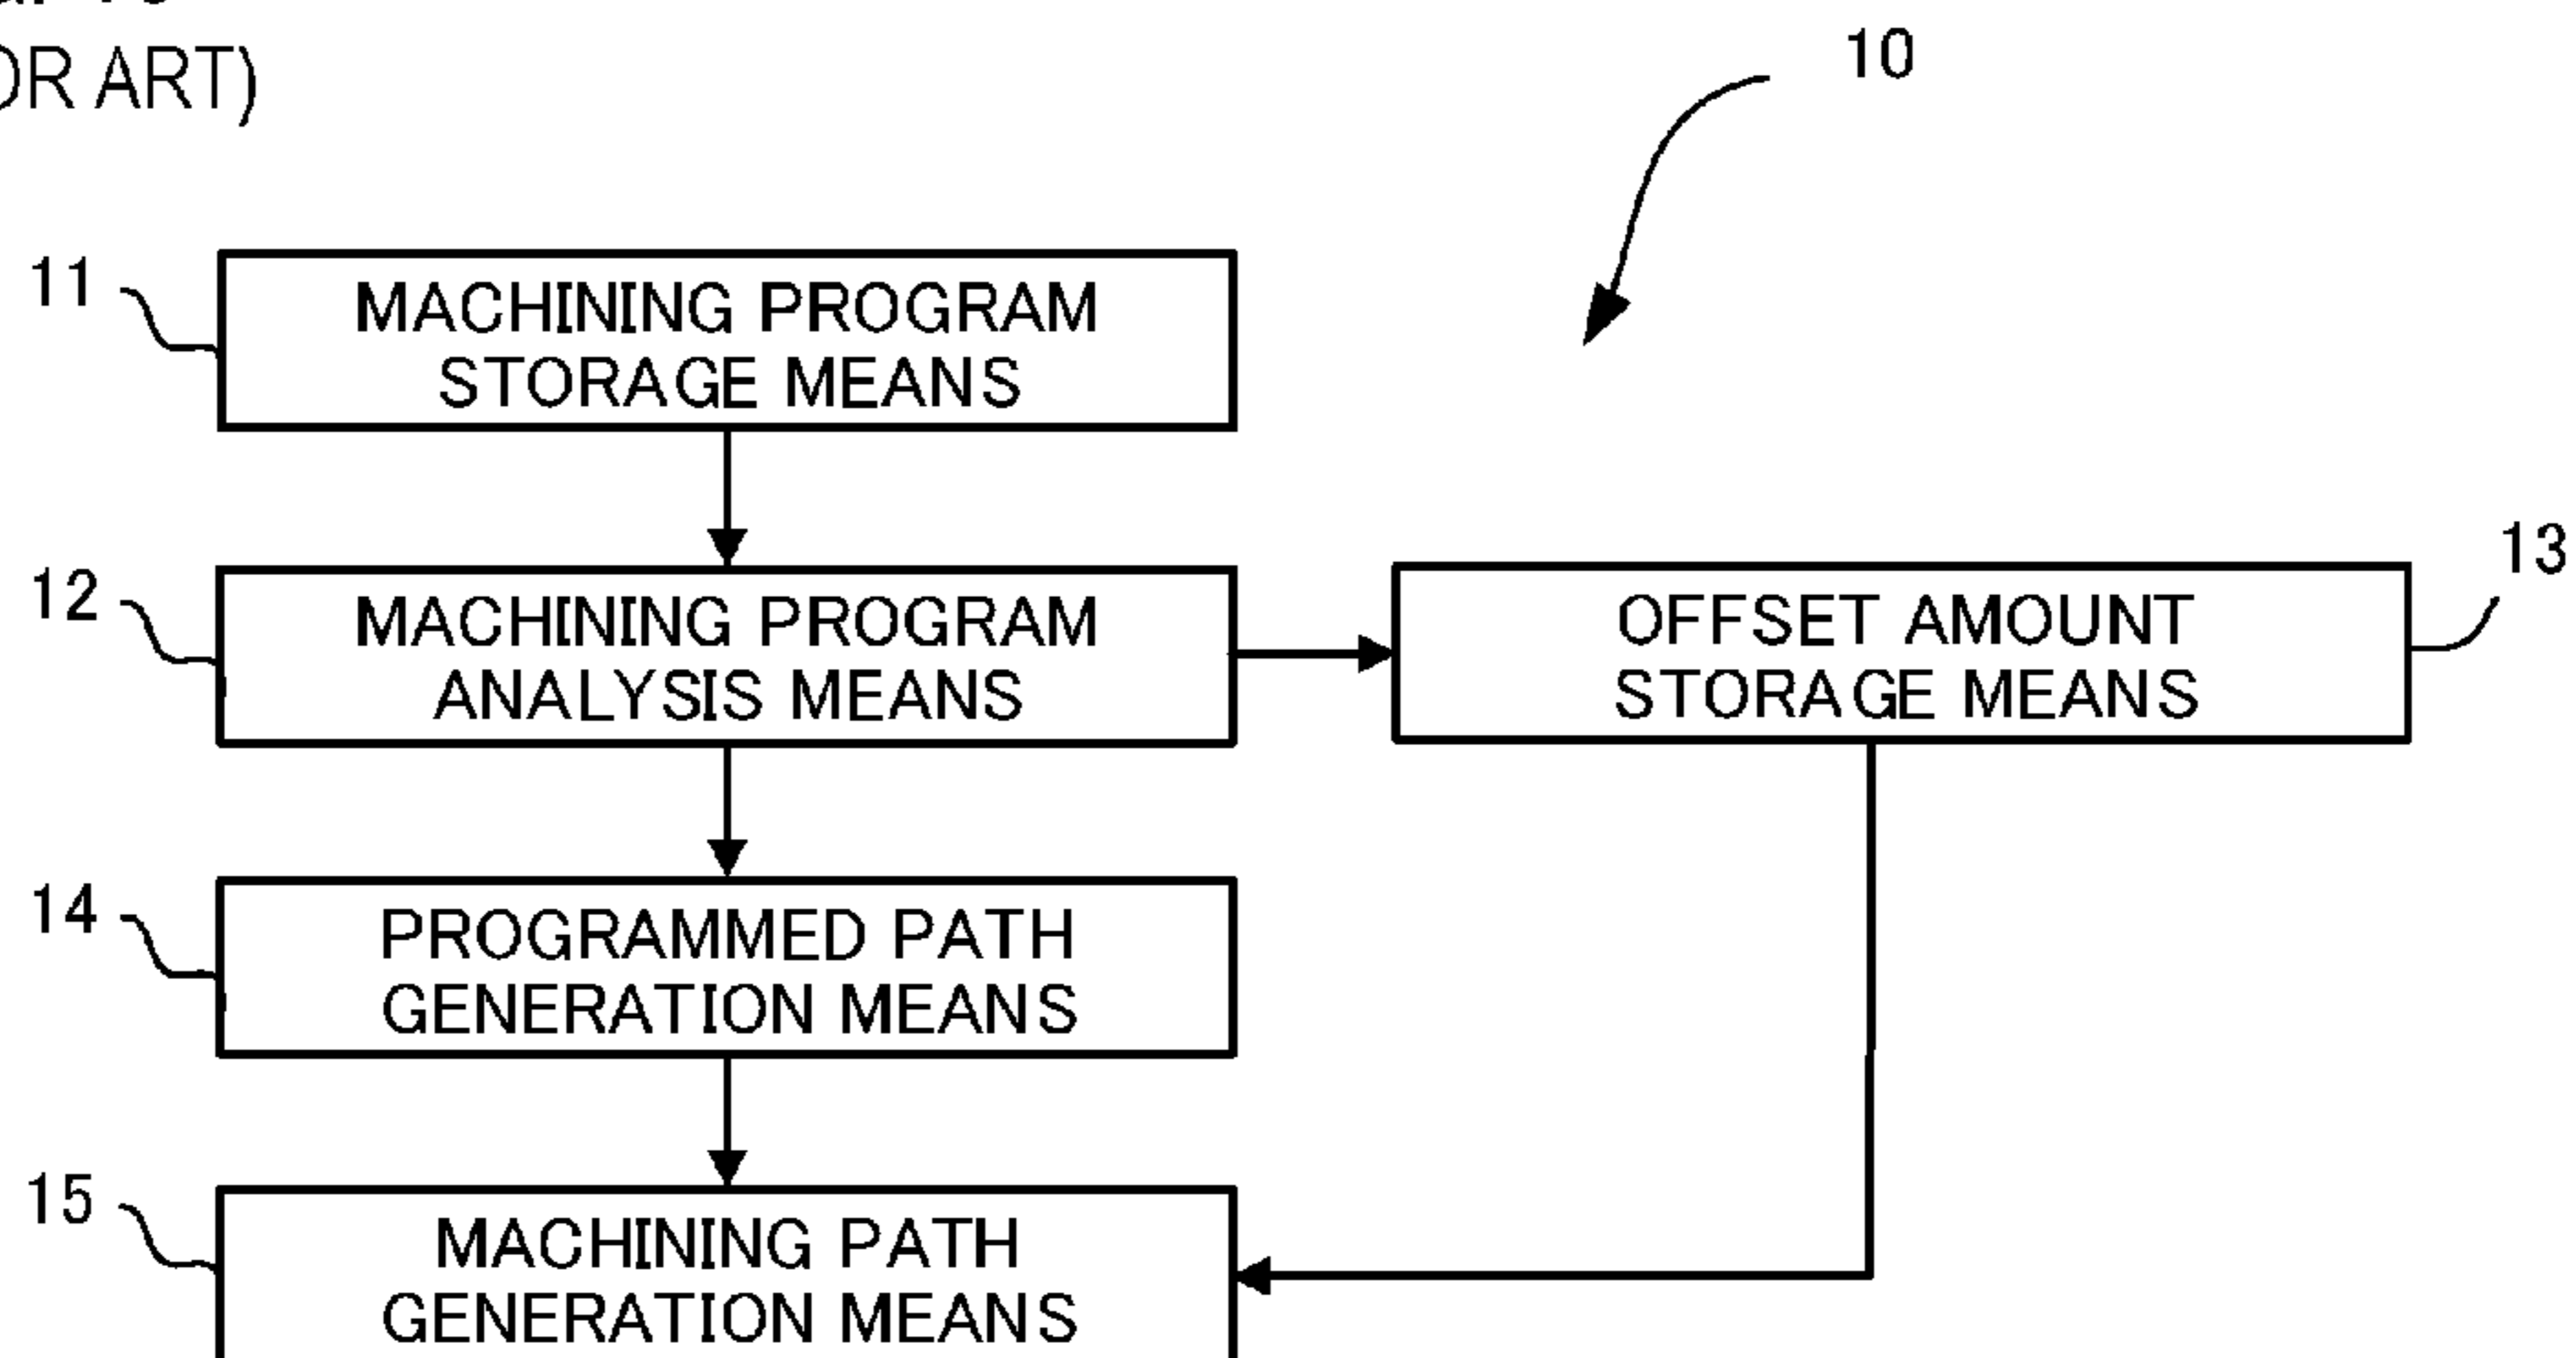 OR ART)
10
11
MACHINING PROGRAM
STORAGE MEANS
12
MACHINING PROGRAM
ANALYSIS MEANS
13
OFFSET AMOUNT
STORAGE MEANS
14
PROGRAMMED PATH
GENERATION MEANS
15
MACHINING PATH
GENERATION MEANS